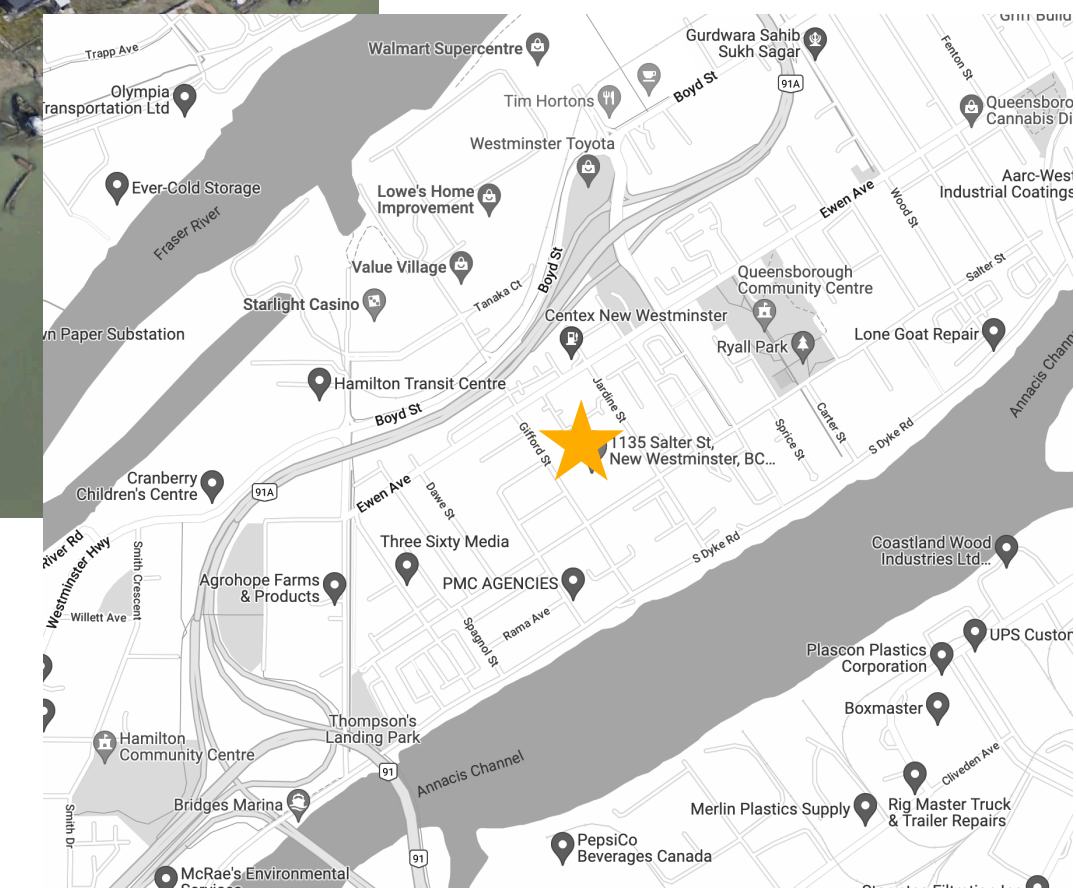 Trapp Ave
Walmart Supercentre
Gurdwara Sahib
Sukh Sagar
Olympia
Transportation Ltd
Tim Hortons
Boyd St
91A
Fenton St
Cannabis
Westminster Toyota
Ever-Cold Storage
Fraser River
Lowe's Home
Improvement
Ewen Ave
Wood St
Industrial Coatings
Value Village
Boyd St
Tanaka Ct
Salter St
Starlight Casino
Queensborough
Community Centre
Centex New Westminster
Paper Substation
Ryall Park
Lone Goat Repair
Annacis
Hamilton Transit Centre
Boyd St
Jardine St
Gifford St
1135 Salter St,
New Westminster, BC...
Sprice St
Carter St
S Dyke Rd
Cranberry
Children's Centre
91A
Ewen Ave
Dawe St
S Dyke Rd
River Rd
Westminster Hwy
Smith Crescent
Three Sixty Media
Coastland Wood
Industries Ltd...
Agrohope Farms
& Products
PMC AGENCIES
Willett Ave
Rama Ave
Spagnol St
UPS
Plascon Plastics
Corporation
Boxmaster
Thompson's
Landing Park
Hamilton
Community Centre
91
Annacis Channel
Cliveden Ave
Bridges Marina
Smith Dr
Merlin Plastics Supply
Rig Master Truck
& Trailer Repairs
PepsiCo
Beverages Canada
91
McRae's Environmental